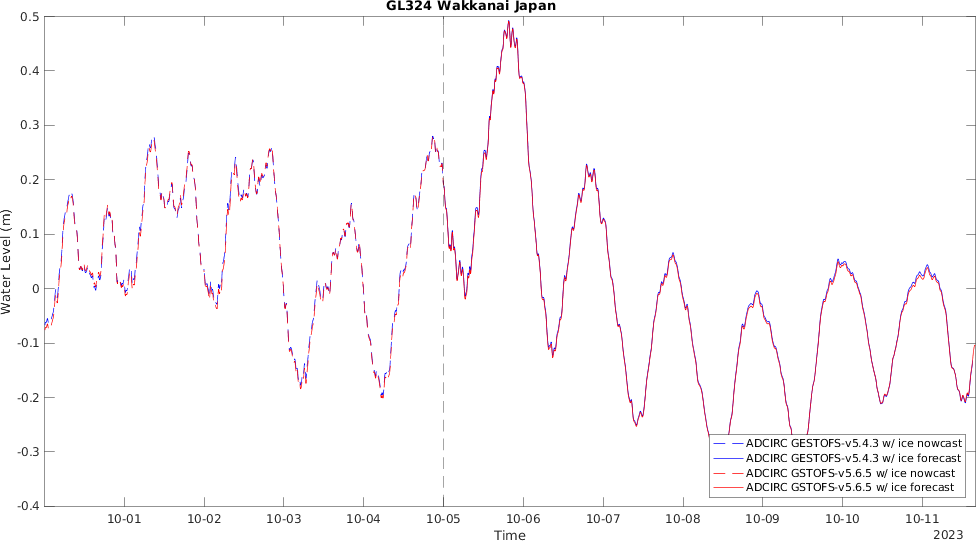 GL324 Wakkanai Japan
0.5
0.4
0.3
0.2
0.1
0
-0.1
-0.2
-0.3
-0.4
Water Level (m)
ADCIRC GESTOFS-v5.4.3 w/ ice nowcast
ADCIRC GESTOFS-v5.4.3 w/ ice forecast
ADCIRC GSTOFS-v5.6.5 w/ ice nowcast
ADCIRC GSTOFS-v5.6.5 w/ ice forecast
10-01 10-02 10-03 10-04 10-05 10-06 10-07 10-08 10-09 10-10 10-11
Time
2023